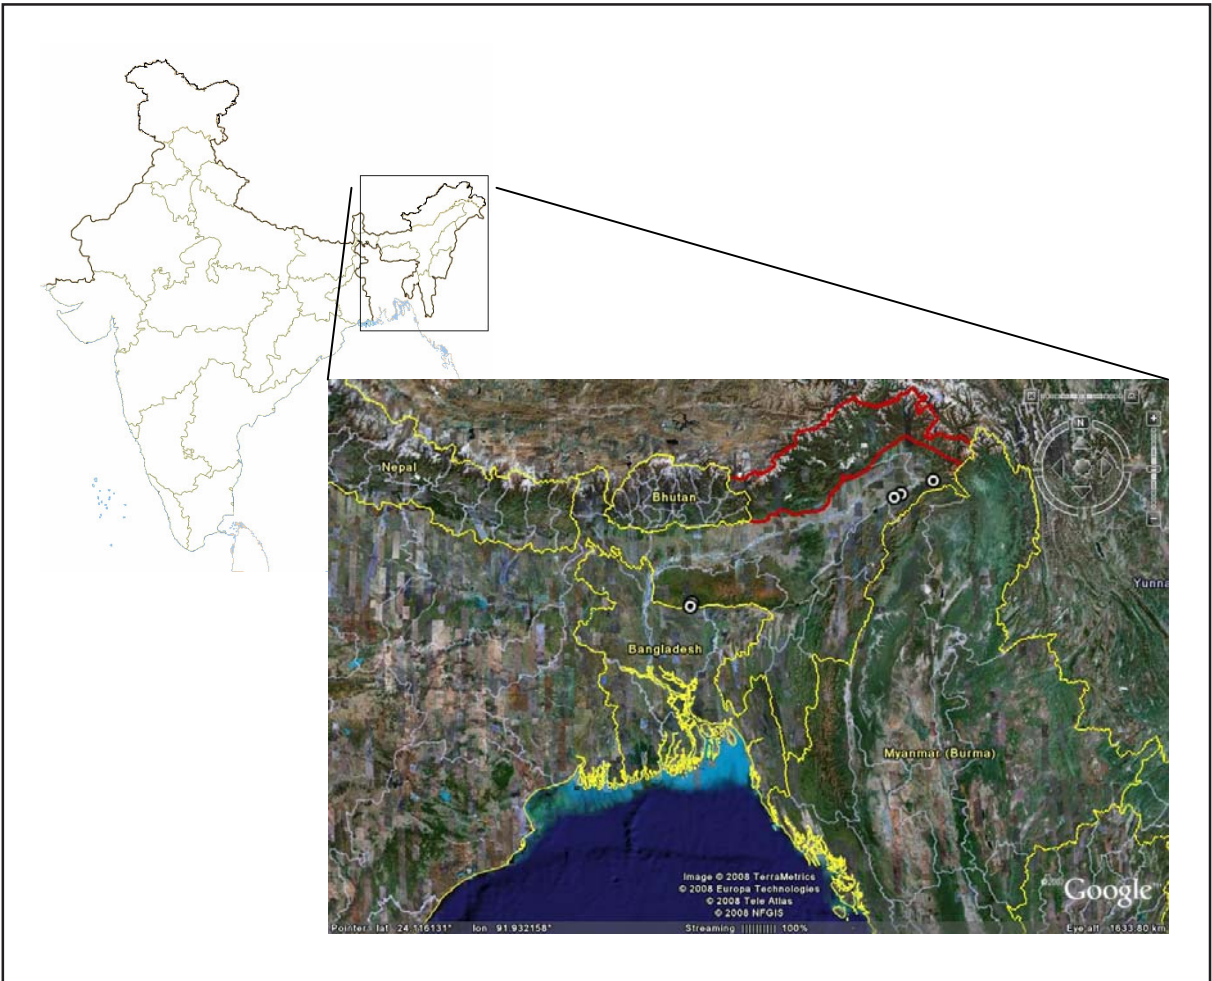 N
Nepal
Bhutan
Yunna
Bangladesh
Myanmar (Burma)
Image © 2008 TerraMetrics
© 2008 Europa Technologies
© 2008 Tele Atlas
© 2008 NFGIS
Google
Pointer lat 24.116131° lon 91.932158° Streaming |||||||||| 100% Eye alt 1633.80 km